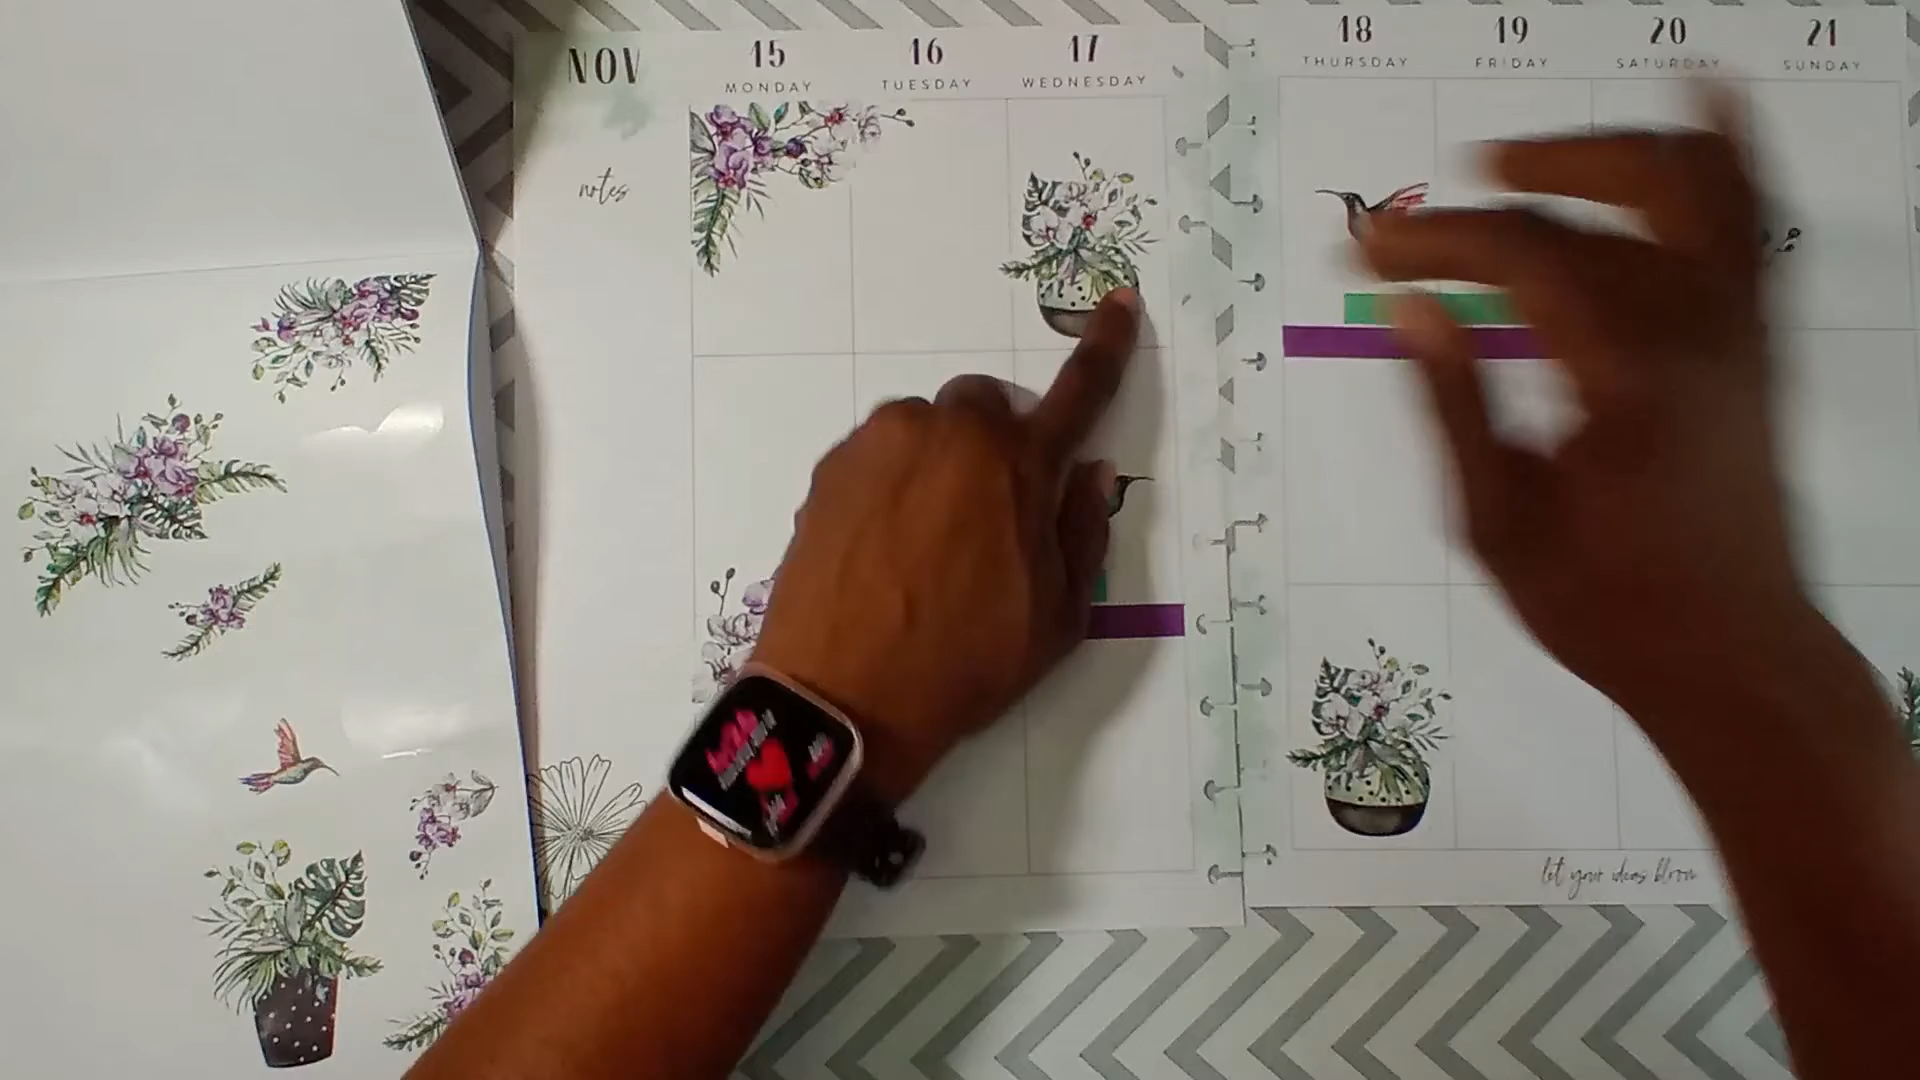 NOV
15
MONDAY
16
TUESDAY
17
WEDNESDAY
18
THURSDAY
19
FRIDAY
20
SATURDAY
21
SUNDAY
notes
let your ideas bloom